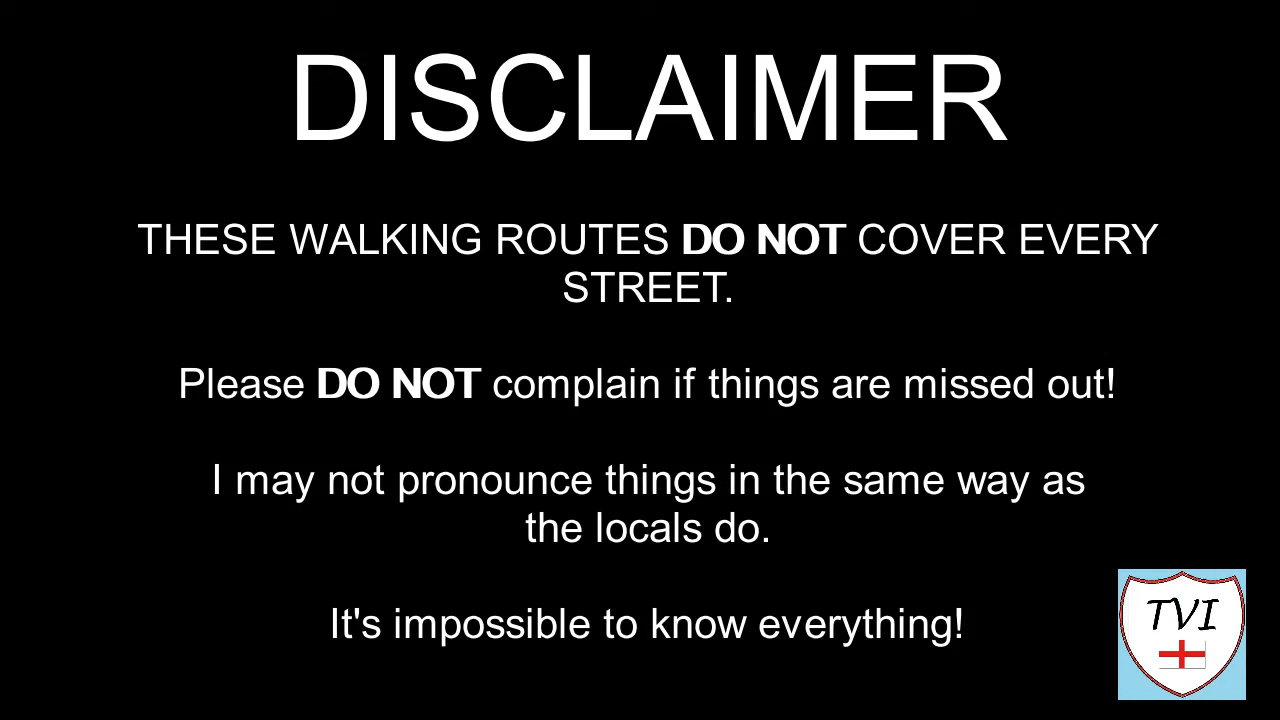 DISCLAIMER
THESE WALKING ROUTES DO NOT COVER EVERY
STREET.
Please DO NOT complain if things are missed out!
I may not pronounce things in the same way as
the locals do.
It's impossible to know everything!
TVI